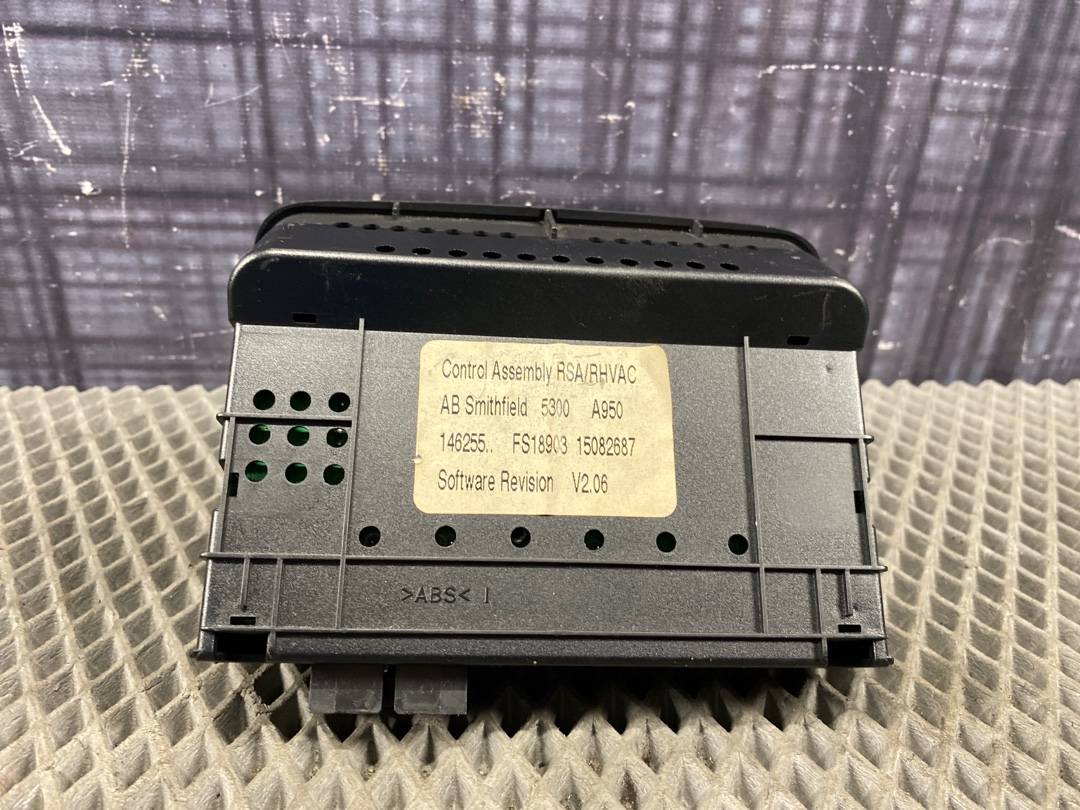 Control Assembly RSA/RHVAC
AB Smithfield 5300 A950
146255.. FS18903 15082687
Software Revision V2.06
>ABS< I